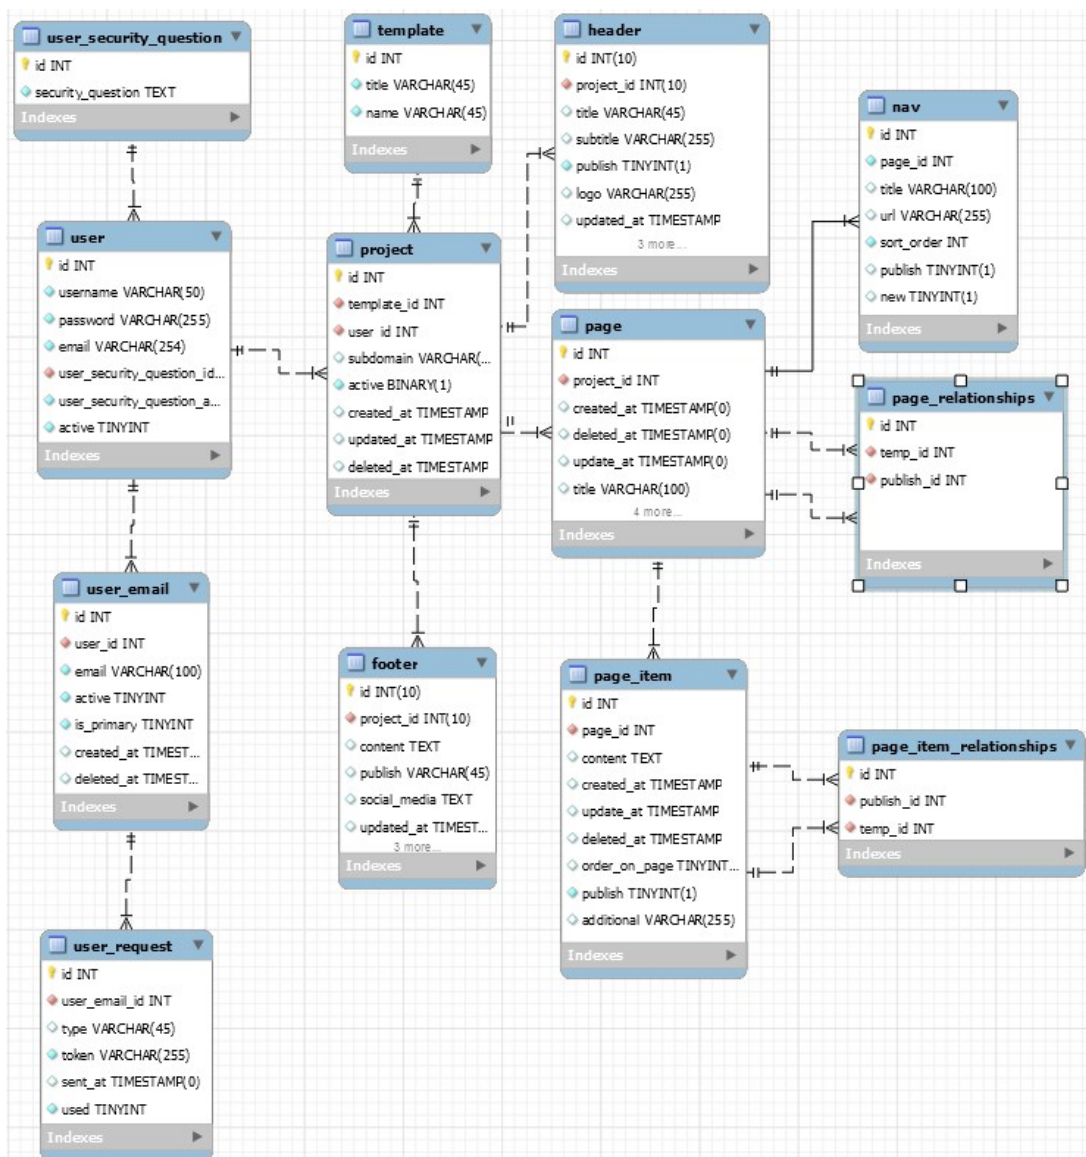 user_security_question
id INT
security_question TEXT
Indexes
template
id INT
title VARCHAR(45)
name VARCHAR(45)
Indexes
header
id INT(10)
project_id INT(10)
title VARCHAR(45)
subtitle VARCHAR(255)
publish TINYINT(1)
logo VARCHAR(255)
updated_at TIMESTAMP
3 more...
Indexes
nav
id INT
page_id INT
title VARCHAR(100)
url VARCHAR(255)
sort_order INT
publish TINYINT(1)
new TINYINT(1)
Indexes
user
id INT
username VARCHAR(50)
password VARCHAR(255)
email VARCHAR(254)
user_security_question_id...
user_security_question_a...
active TINYINT
Indexes
project
id INT
template_id INT
user_id INT
subdomain VARCHAR(...
active BINARY(1)
created_at TIMESTAMP
updated_at TIMESTAMP
deleted_at TIMESTAMP
Indexes
page
id INT
project_id INT
created_at TIMESTAMP(0)
deleted_at TIMESTAMP(0)
update_at TIMESTAMP(0)
title VARCHAR(100)
4 more...
Indexes
page_relationships
id INT
temp_id INT
publish_id INT
Indexes
user_email
id INT
user_id INT
email VARCHAR(100)
active TINYINT
is_primary TINYINT
created_at TIMEST...
deleted_at TIMEST...
Indexes
footer
id INT(10)
project_id INT(10)
content TEXT
publish VARCHAR(45)
social_media TEXT
updated_at TIMEST...
3 more...
Indexes
page_item
id INT
page_id INT
content TEXT
created_at TIMESTAMP
update_at TIMESTAMP
deleted_at TIMESTAMP
order_on_page TINYINT...
publish TINYINT(1)
additional VARCHAR(255)
Indexes
page_item_relationships
id INT
publish_id INT
temp_id INT
Indexes
user_request
id INT
user_email_id INT
type VARCHAR(45)
token VARCHAR(255)
sent_at TIMESTAMP(0)
used TINYINT
Indexes